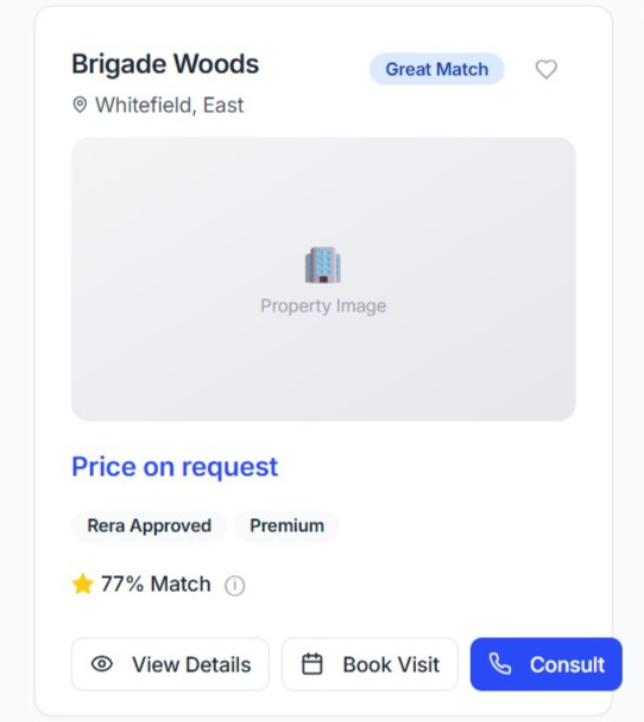 Brigade Woods
Great Match
Whitefield, East
Property Image
Price on request
Rera Approved Premium
77% Match
View Details Book Visit Consult